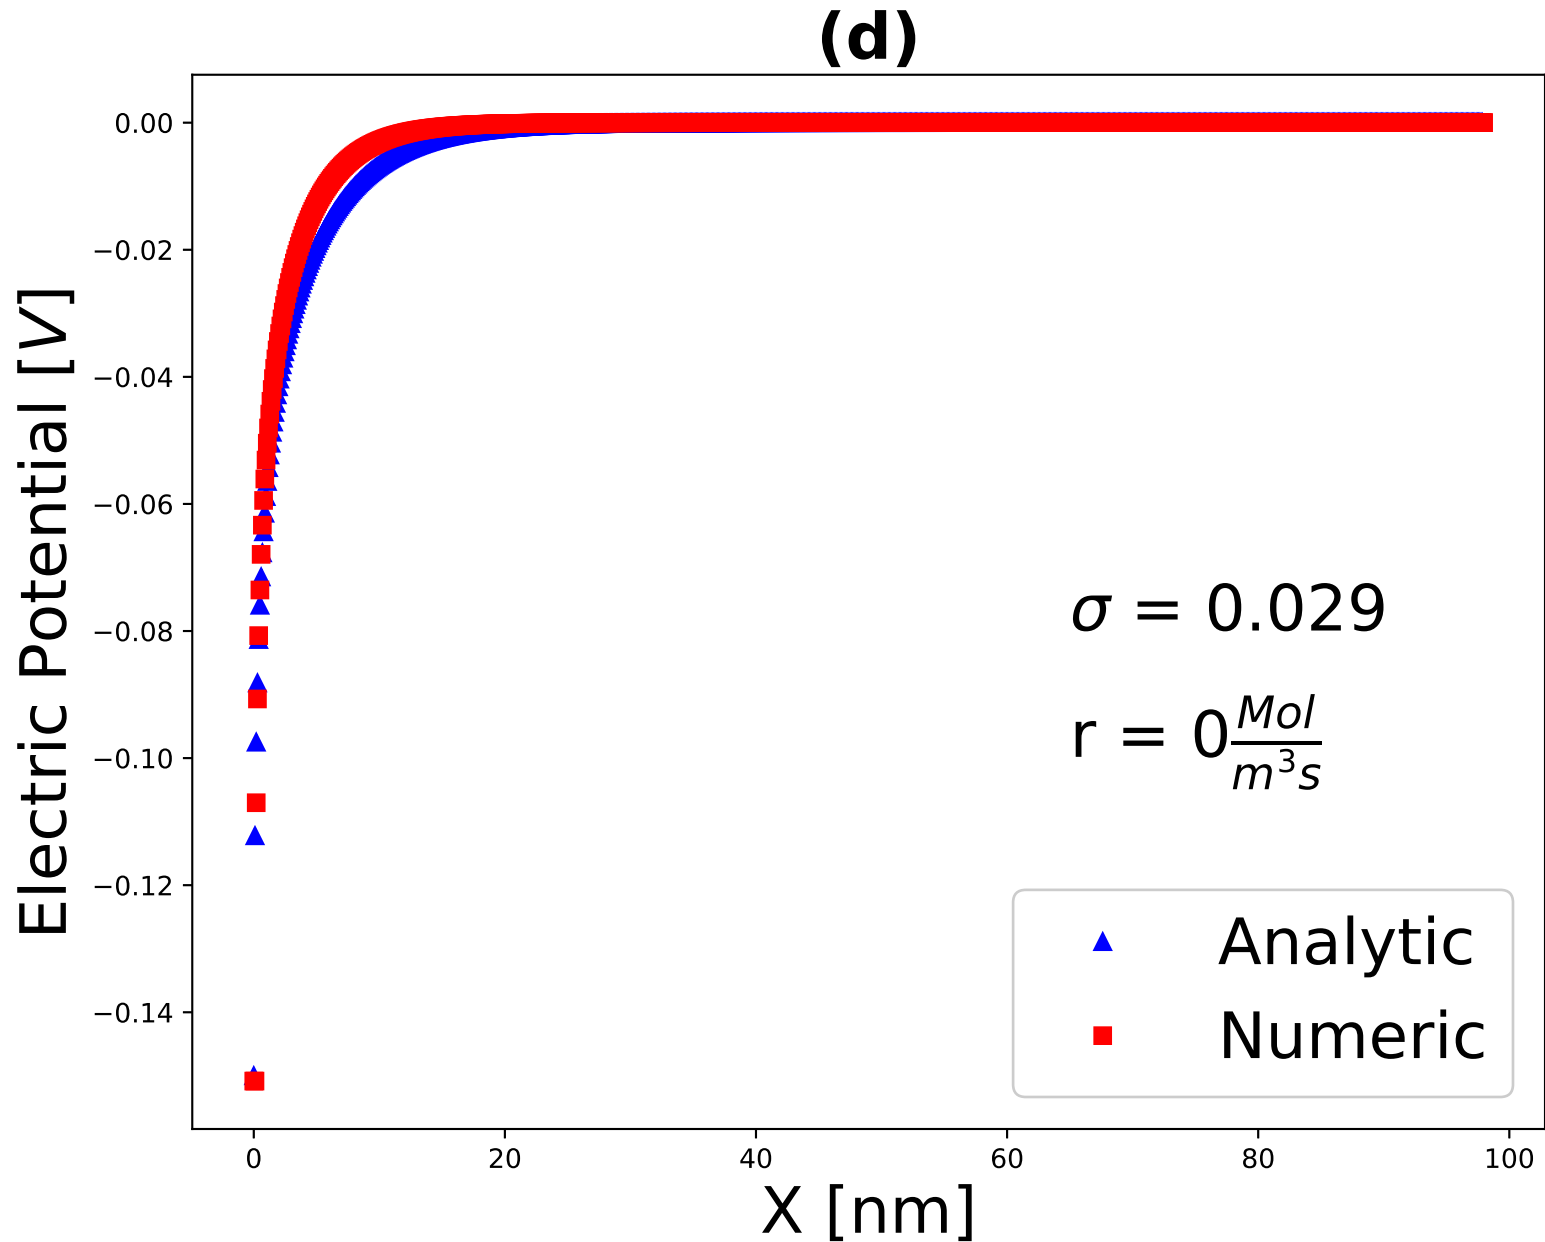 (d)
Electric Potential [V]
0.00
−0.02
−0.04
−0.06
−0.08
−0.10
−0.12
−0.14
σ = 0.029
r = 0 Mol/m³s
Analytic
Numeric
0 20 40 60 80 100
X [nm]